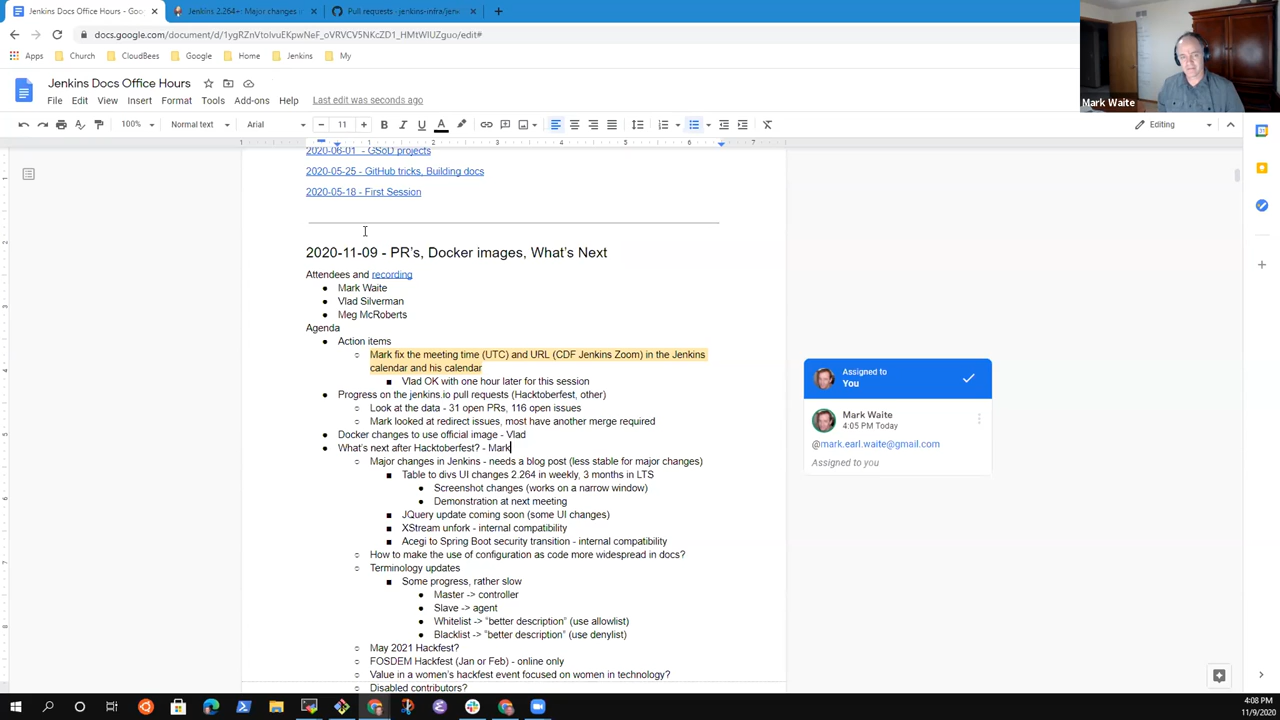 Jenkins Docs Office Hours - Goo
Jenkins 2.264+: Major changes in
Pull requests · jenkins-infra/jen
docs.google.com/document/d/1ygRZnVtoIvuEKpwNeF_oVRVCV5NKcZD1_HMtWIUZguo/edit#
Apps
Church
CloudBees
Google
Home
Jenkins
My
Jenkins Docs Office Hours
File Edit View Insert Format Tools Add-ons Help Last edit was seconds ago
100% Normal text Arial 11 Editing
Mark Waite
2020-06-01 - GSoD projects
2020-05-25 - GitHub tricks, Building docs
2020-05-18 - First Session
2020-11-09 - PR's, Docker images, What's Next
Attendees and recording
Mark Waite
Vlad Silverman
Meg McRoberts
Agenda
Action items
Mark fix the meeting time (UTC) and URL (CDF Jenkins Zoom) in the Jenkins
calendar and his calendar
Vlad OK with one hour later for this session
Progress on the jenkins.io pull requests (Hacktoberfest, other)
Look at the data - 31 open PRs, 116 open issues
Mark looked at redirect issues, most have another merge required
Docker changes to use official image - Vlad
What's next after Hacktoberfest? - Mark
Major changes in Jenkins - needs a blog post (less stable for major changes)
Table to divs UI changes 2.264 in weekly, 3 months in LTS
Screenshot changes (works on a narrow window)
Demonstration at next meeting
JQuery update coming soon (some UI changes)
XStream unfork - internal compatibility
Acegi to Spring Boot security transition - internal compatibility
How to make the use of configuration as code more widespread in docs?
Terminology updates
Some progress, rather slow
Master -> controller
Slave -> agent
Whitelist -> "better description" (use allowlist)
Blacklist -> "better description" (use denylist)
May 2021 Hackfest?
FOSDEM Hackfest (Jan or Feb) - online only
Value in a women's hackfest event focused on women in technology?
Disabled contributors?
Assigned to
You
Mark Waite
4:05 PM Today
@mark.earl.waite@gmail.com
Assigned to you
4:08 PM
11/9/2020